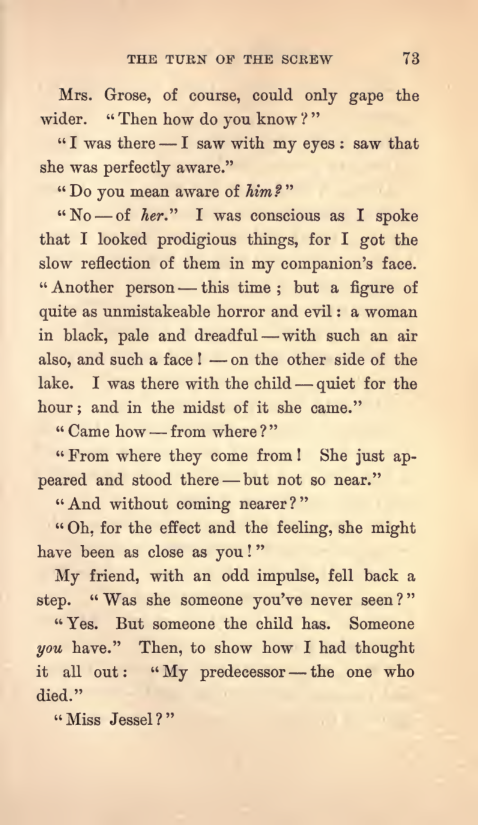 THE TURN OF THE SCREW 73
Mrs. Grose, of course, could only gape the
wider. "Then how do you know?"
"I was there — I saw with my eyes: saw that
she was perfectly aware."
"Do you mean aware of him?"
"No — of her." I was conscious as I spoke
that I looked prodigious things, for I got the
slow reflection of them in my companion's face.
"Another person — this time; but a figure of
quite as unmistakeable horror and evil: a woman
in black, pale and dreadful — with such an air
also, and such a face! — on the other side of the
lake. I was there with the child — quiet for the
hour; and in the midst of it she came."
"Came how — from where?"
"From where they come from! She just ap-
peared and stood there — but not so near."
"And without coming nearer?"
"Oh, for the effect and the feeling, she might
have been as close as you!"
My friend, with an odd impulse, fell back a
step. "Was she someone you've never seen?"
"Yes. But someone the child has. Someone
you have." Then, to show how I had thought
it all out: "My predecessor — the one who
died."
"Miss Jessel?"